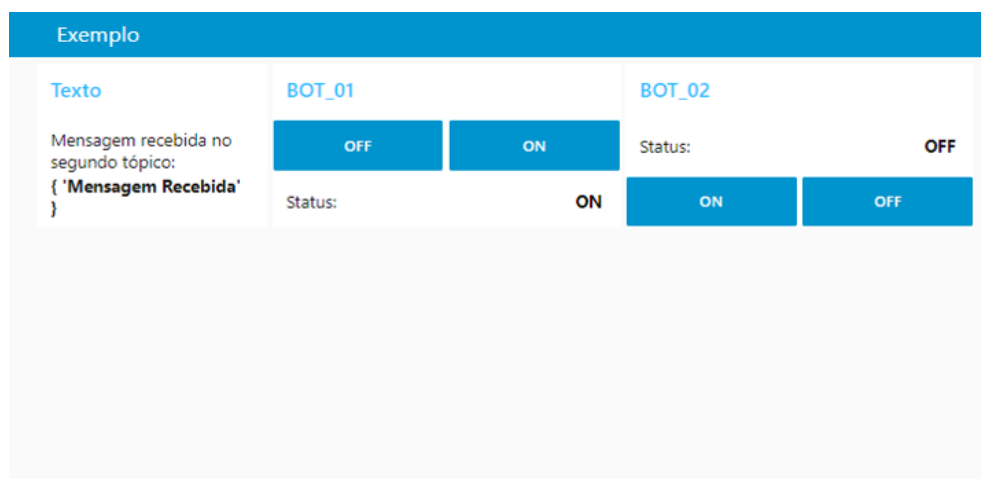 Exemplo
Texto
Mensagem recebida no
segundo tópico:
{ 'Mensagem Recebida'
}
BOT_01
OFF ON
Status: ON
BOT_02
Status: OFF
ON OFF